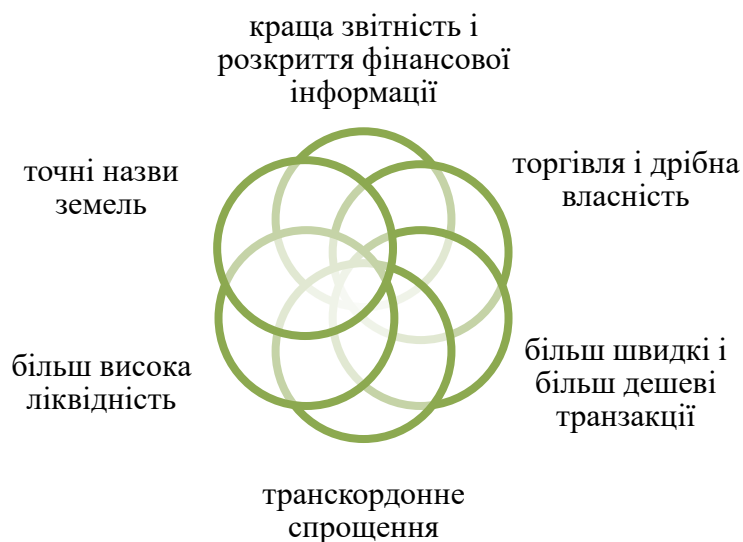 краща звітність і
розкриття фінансової
інформації
торгівля і дрібна
власність
більш швидкі і
більш дешеві
транзакції
транскордонне
спрощення
більш висока
ліквідність
точні назви
земель